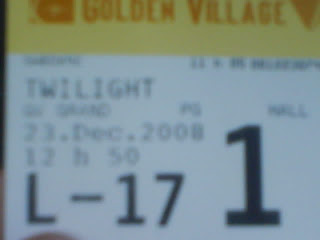 GOLDEN VILLAGE
TWILIGHT
GV GRAND PG HALL
23.Dec.2008
12 h 50
L-17 1